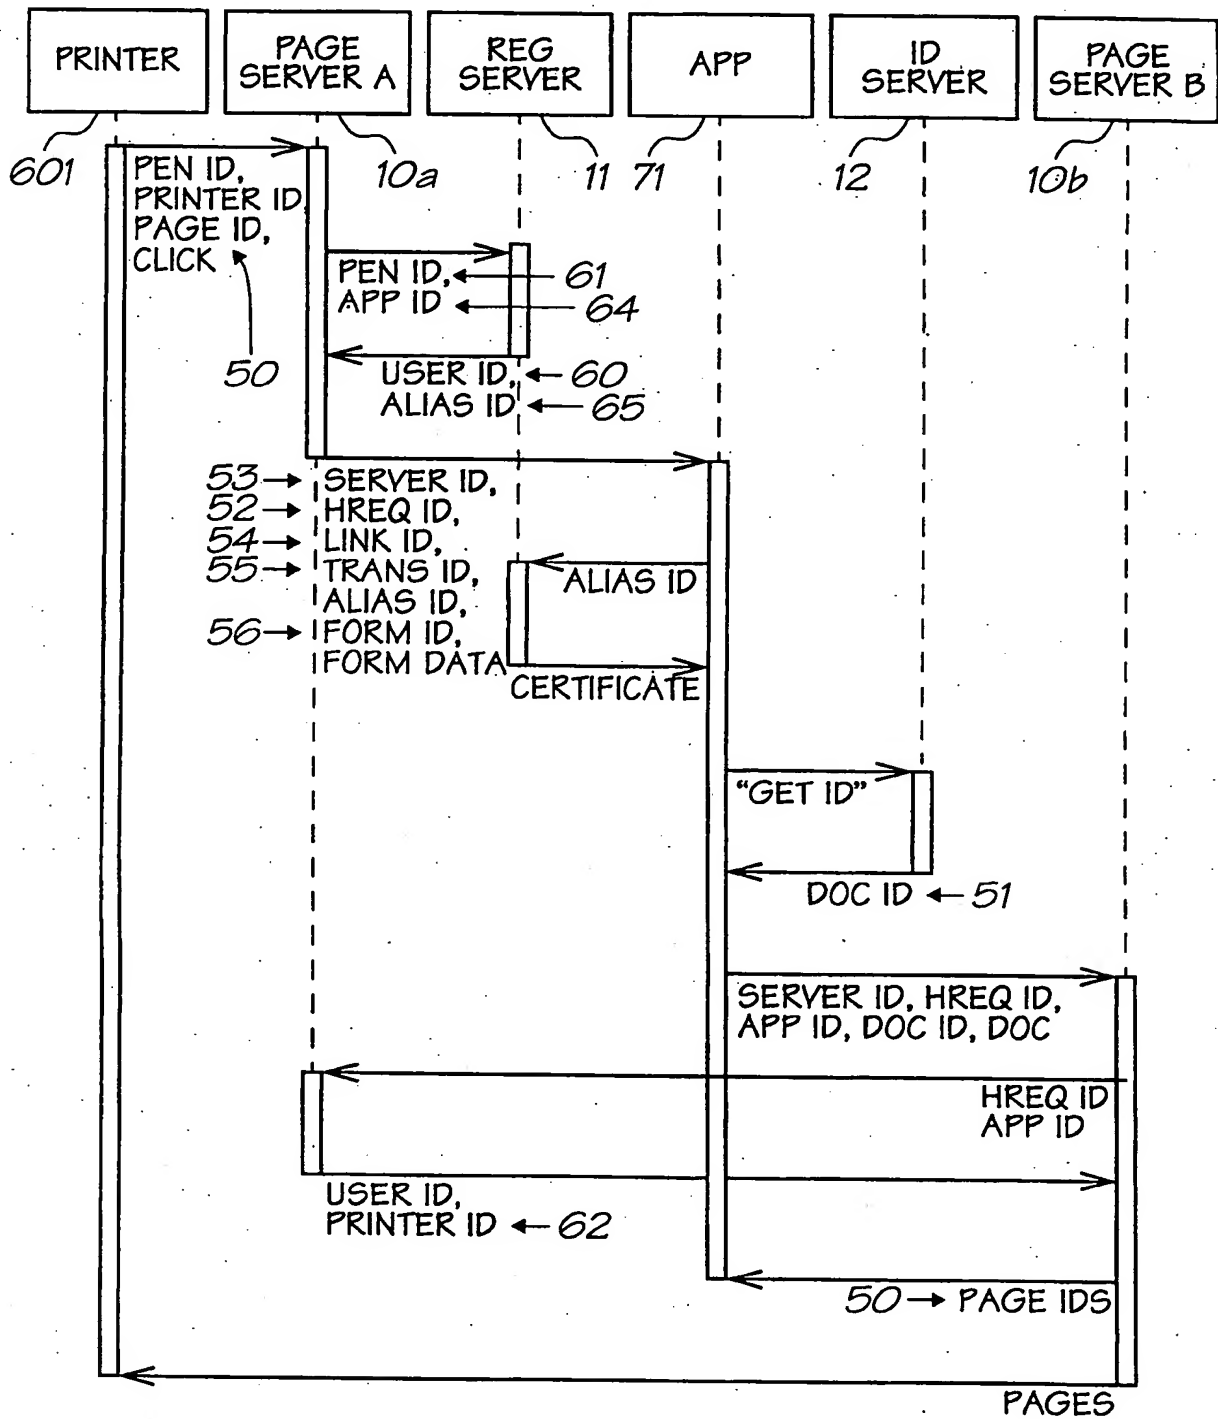 PRINTER
PAGE
SERVER A
REG
SERVER
APP
ID
SERVER
PAGE
SERVER B
601
10a
11
71
12
10b
PEN ID,
PRINTER ID
PAGE ID,
CLICK
50
PEN ID, 61
APP ID 64
USER ID, 60
ALIAS ID 65
53 SERVER ID,
52 HREQ ID,
54 LINK ID,
55 TRANS ID,
ALIAS ID,
56 FORM ID,
FORM DATA
ALIAS ID
CERTIFICATE
"GET ID"
DOC ID 51
SERVER ID, HREQ ID,
APP ID, DOC ID, DOC
HREQ ID
APP ID
USER ID,
PRINTER ID 62
50 PAGE IDS
PAGES